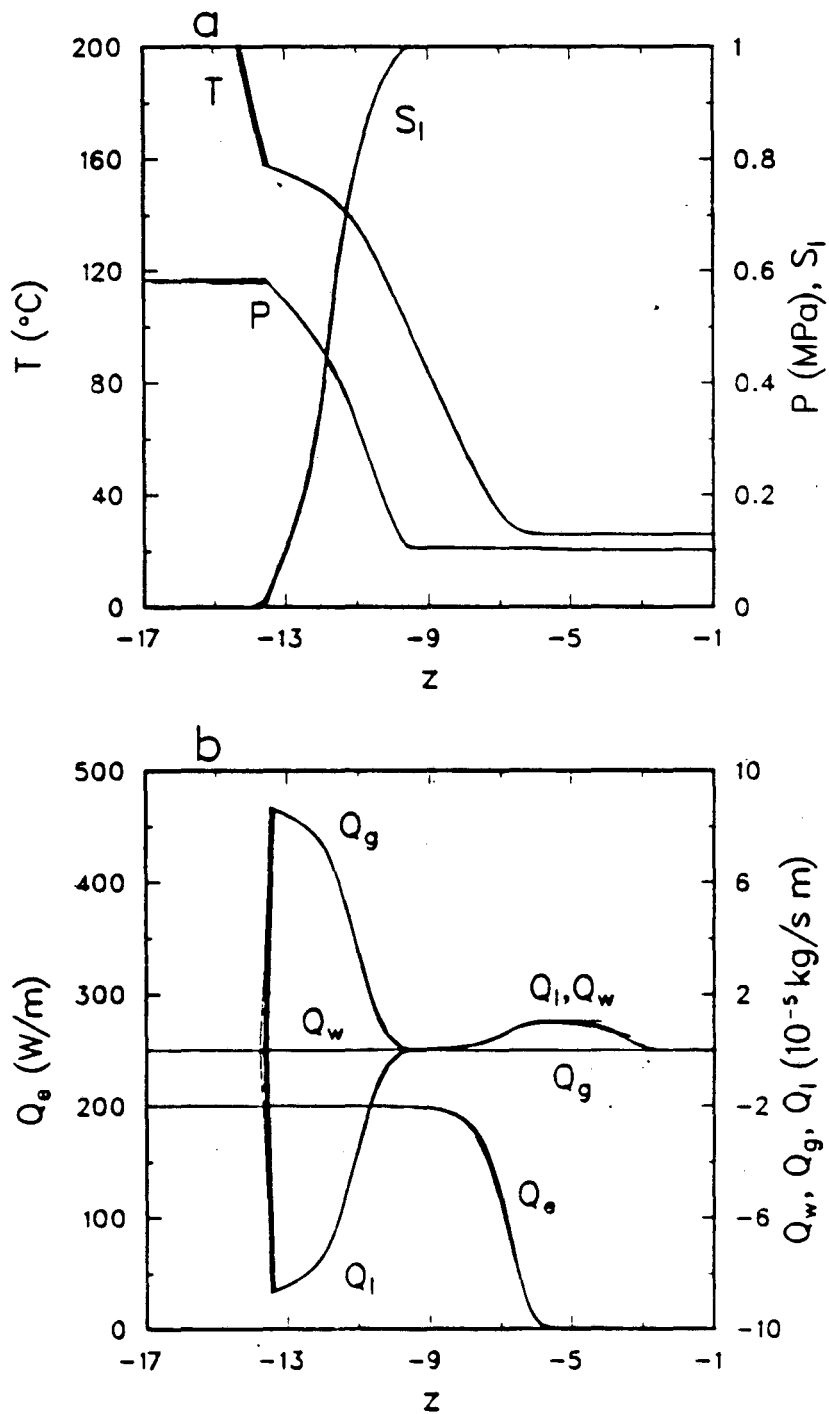 a
200
160
120
80
40
0
T (°C)
T
S_l
P
1
0.8
0.6
0.4
0.2
0
P (MPa), S_l
-17 -13 -9 -5 -1
z
b
500
400
300
200
100
0
Q_e (W/m)
Q_g
Q_w
Q_l, Q_w
Q_g
Q_e
Q_l
10
6
2
-2
-6
-10
Q_w, Q_g, Q_l (10⁻⁵ kg/s m)
-17 -13 -9 -5 -1
z